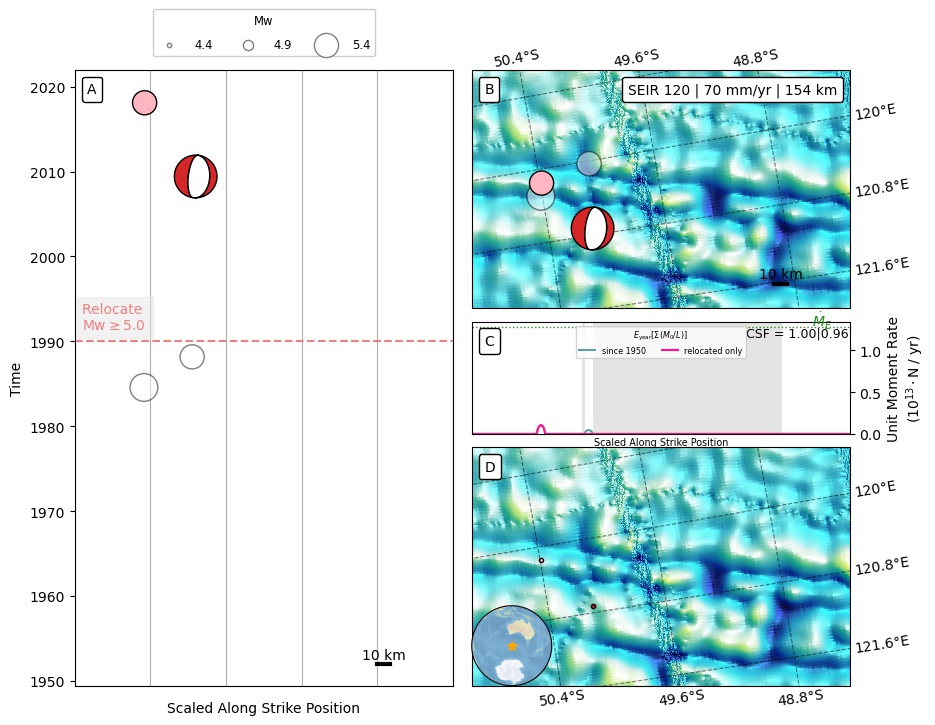 Mw
4.4 4.9 5.4
A
2020
2010
2000
1990
1980
1970
1960
1950
Time
Relocate
Mw ≥ 5.0
10 km
Scaled Along Strike Position
50.4°S 49.6°S 48.8°S
B
SEIR 120 | 70 mm/yr | 154 km
120°E
120.8°E
121.6°E
10 km
C
E_year[Σ(M_0/L)]
since 1950 relocated only
Ṁ_E
CSF = 1.00|0.96
1.0
0.5
0.0
Unit Moment Rate
(10^13 · N / yr)
Scaled Along Strike Position
D
120°E
120.8°E
121.6°E
50.4°S 49.6°S 48.8°S